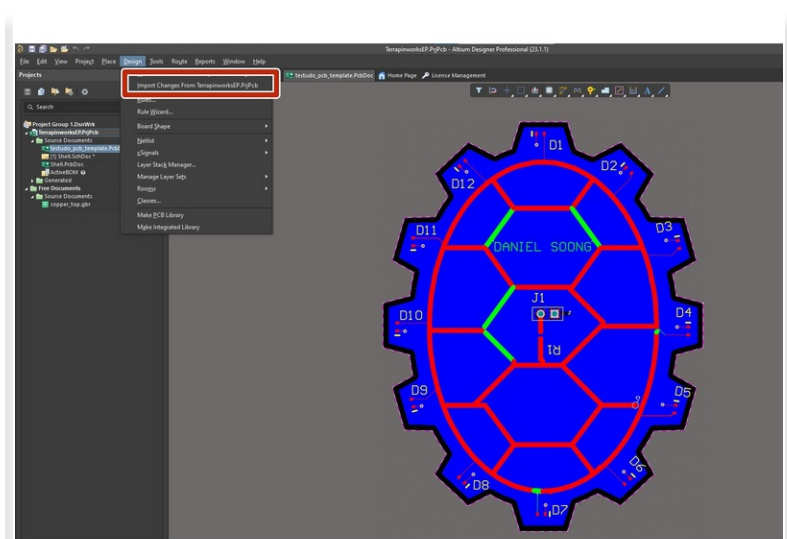 TerrapinworksEP.PrjPcb - Altium Designer Professional (23.1.1)
File Edit View Project Place Design Tools Route Reports Window Help
Projects
testudo_pcb_template.PcbDoc Home Page License Management
Import Changes From TerrapinworksEP.PrjPcb
Rules...
Search
Rule Wizard...
Project Group 1.DsnWrk
Board Shape
TerrapinworksEP.PrjPcb
Source Documents
Netlist
testudo_pcb_template.Pcb
xSignals
[1] Shell.SchDoc *
Shell.PcbDoc
Layer Stack Manager...
ActiveBOM
Manage Layer Sets
Generated
Rooms
Free Documents
Source Documents
Classes...
copper_top.gbr
Make PCB Library
Make Integrated Library
D1
D2
D12
D3
D11
DANIEL SOONG
J1
D10
D4
R1
D9
D5
D6
D8
D7